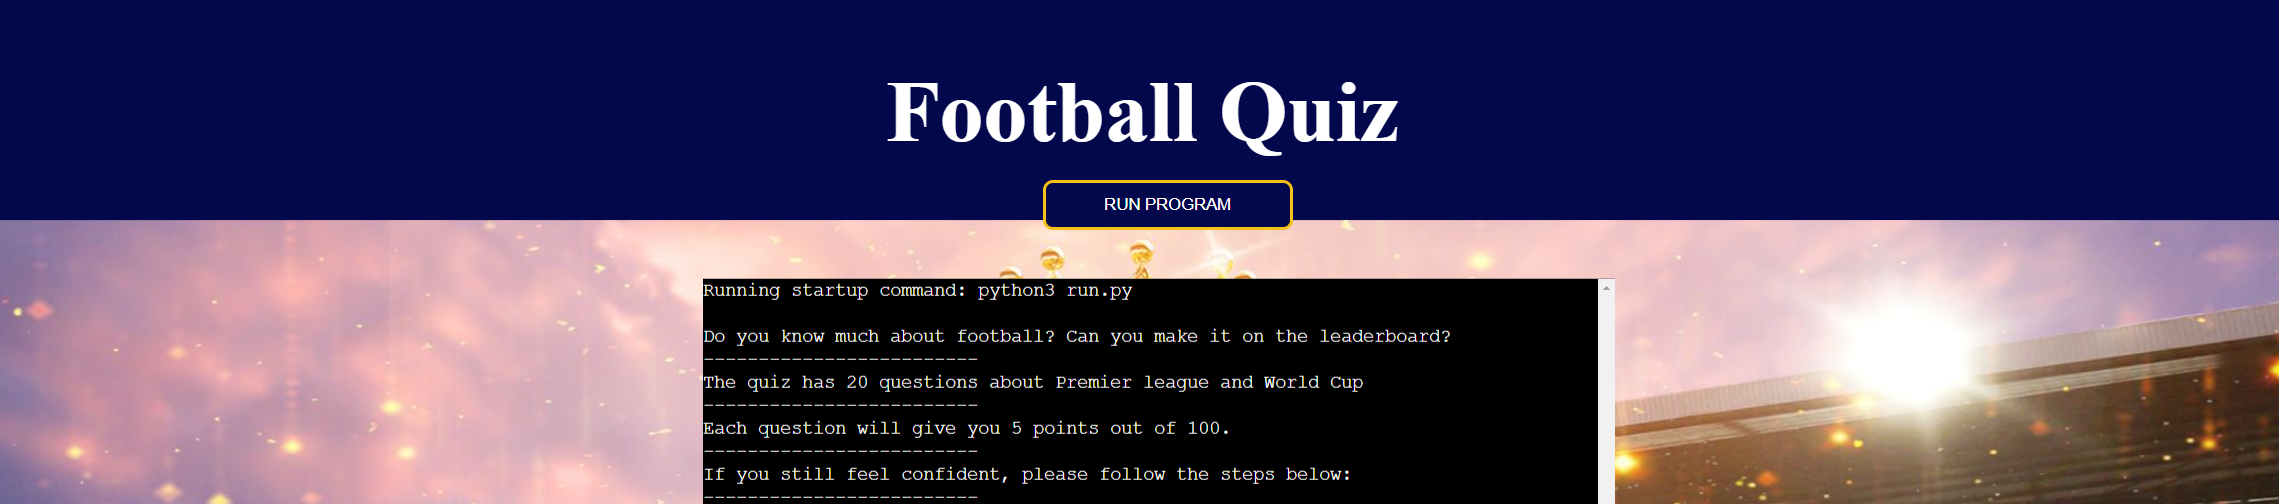 Football Quiz
RUN PROGRAM
Running startup command: python3 run.py
Do you know much about football? Can you make it on the leaderboard?
-------------------------
The quiz has 20 questions about Premier league and World Cup
-------------------------
Each question will give you 5 points out of 100.
-------------------------
If you still feel confident, please follow the steps below:
-------------------------